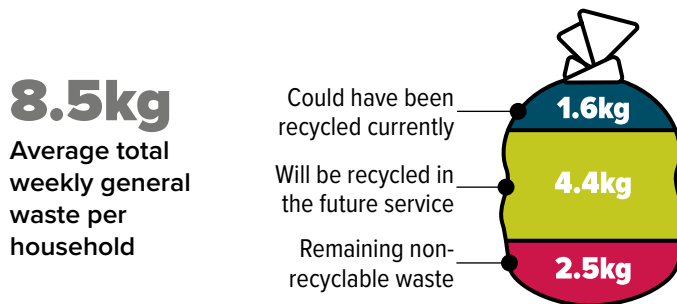 8.5kg
Average total
weekly general
waste per
household
Could have been
recycled currently
1.6kg
Will be recycled in
the future service
4.4kg
Remaining non-
recyclable waste
2.5kg